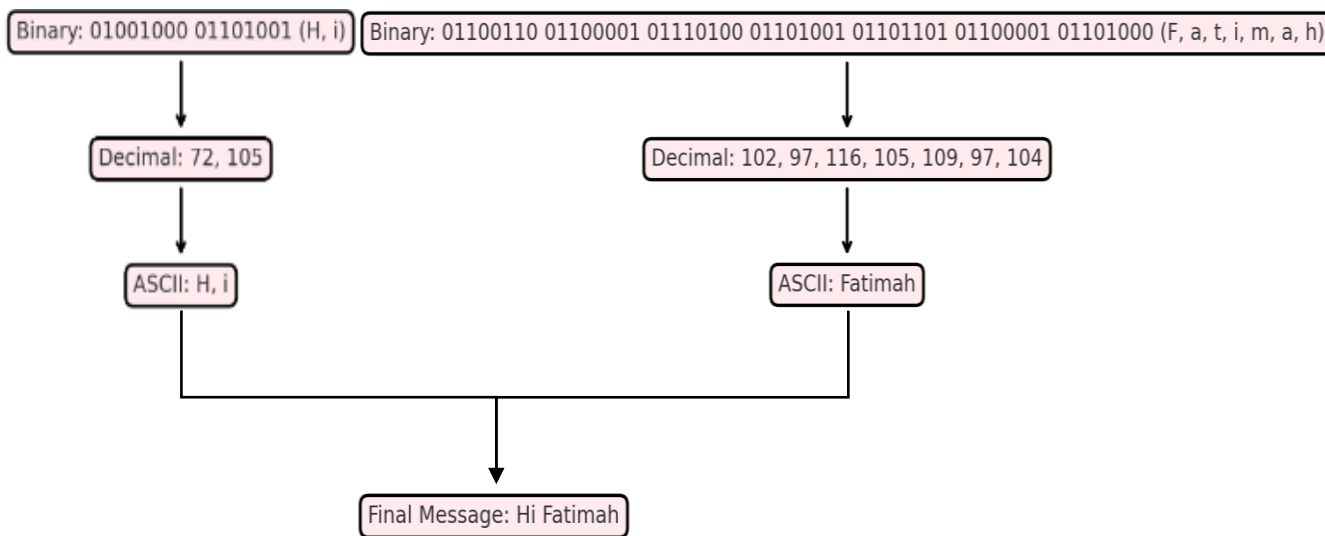 Binary: 01001000 01101001 (H, i)
Binary: 01100110 01100001 01110100 01101001 01101101 01100001 01101000 (F, a, t, i, m, a, h)
Decimal: 72, 105
Decimal: 102, 97, 116, 105, 109, 97, 104
ASCII: H, i
ASCII: Fatimah
Final Message: Hi Fatimah